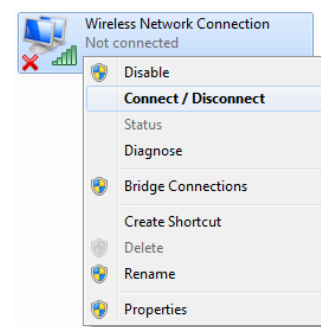 Wireless Network Connection
Not connected
Disable
Connect / Disconnect
Status
Diagnose
Bridge Connections
Create Shortcut
Delete
Rename
Properties